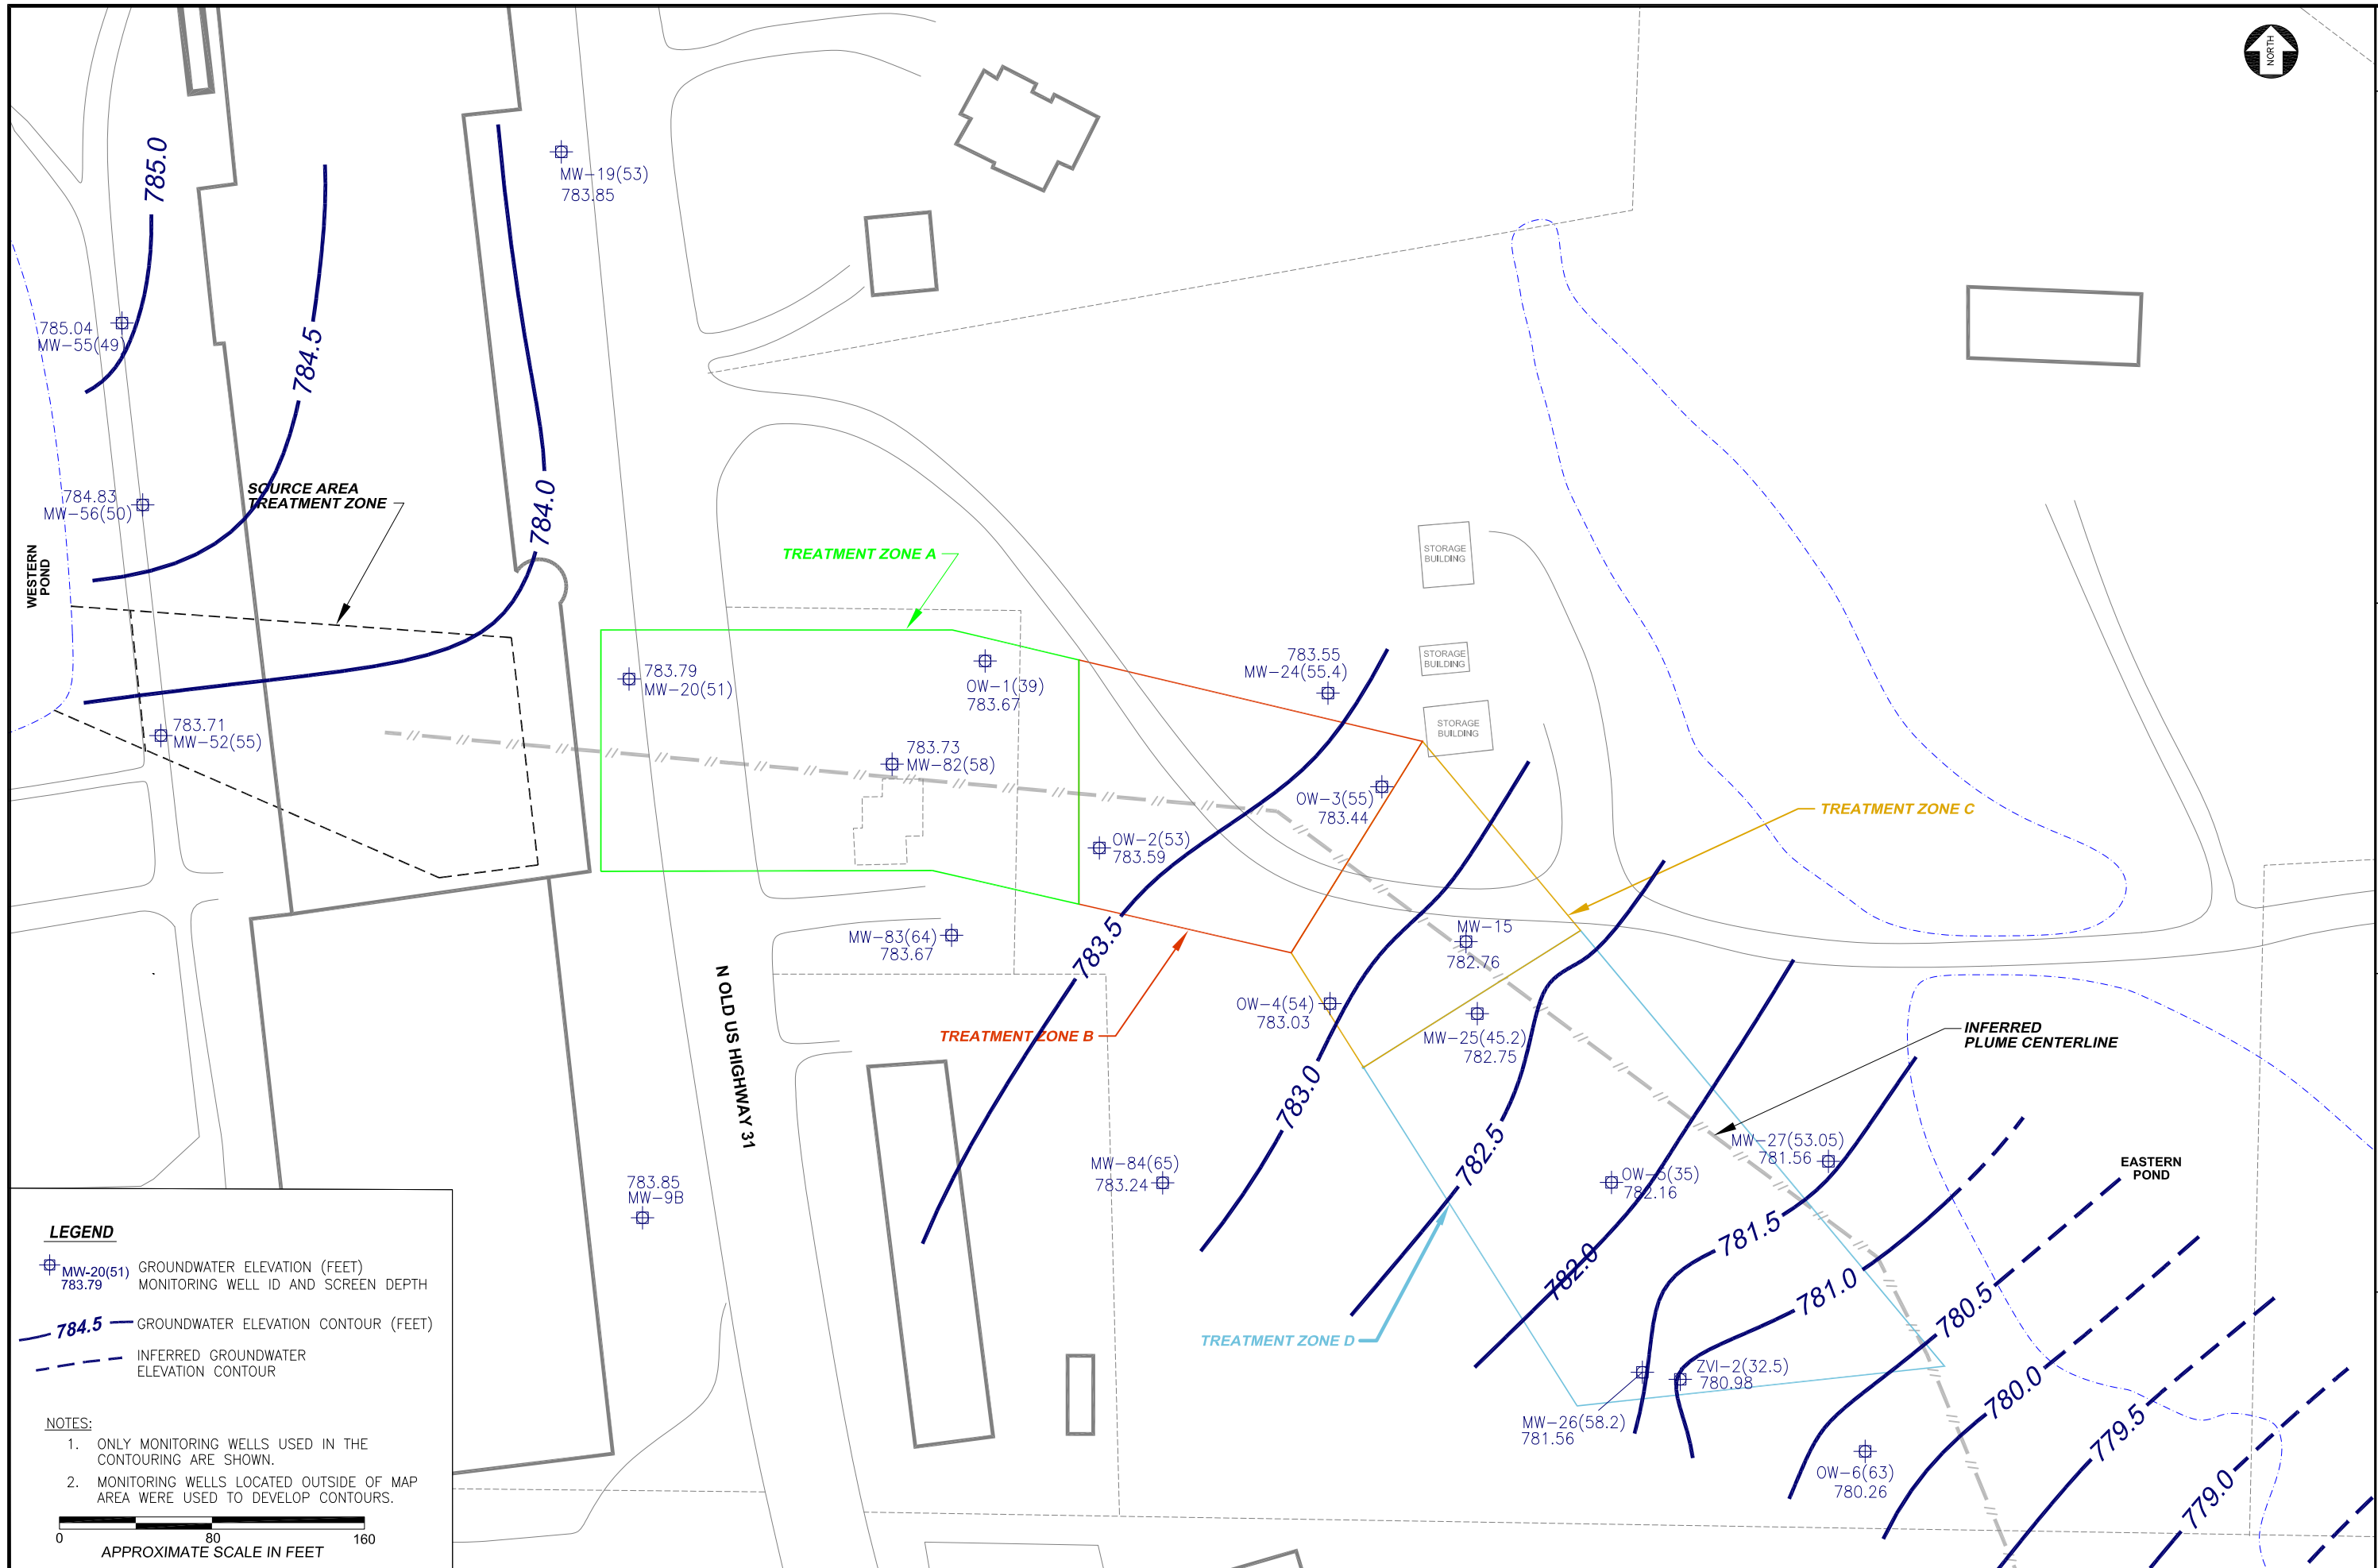 NORTH
785.0
MW-19(53)
783.85
785.04
MW-55(49)
784.5
784.83
MW-56(50)
SOURCE AREA
TREATMENT ZONE
784.0
WESTERN
POND
TREATMENT ZONE A
STORAGE
BUILDING
STORAGE
BUILDING
STORAGE
BUILDING
783.79
MW-20(51)
OW-1(39)
783.67
783.55
MW-24(55.4)
783.71
MW-52(55)
783.73
MW-82(58)
OW-3(55)
783.44
TREATMENT ZONE C
OW-2(53)
783.59
MW-83(64)
783.67
783.5
MW-15
782.76
N OLD US HIGHWAY 31
OW-4(54)
783.03
TREATMENT ZONE B
MW-25(45.2)
782.75
INFERRED
PLUME CENTERLINE
783.0
782.5
MW-27(53.05)
781.56
EASTERN
POND
MW-84(65)
783.24
783.85
MW-9B
OW-5(35)
782.16
781.5
782.0
781.0
780.5
TREATMENT ZONE D
ZVI-2(32.5)
780.98
780.0
MW-26(58.2)
781.56
779.5
OW-6(63)
780.26
779.0
LEGEND
MW-20(51)
783.79
GROUNDWATER ELEVATION (FEET)
MONITORING WELL ID AND SCREEN DEPTH
784.5
GROUNDWATER ELEVATION CONTOUR (FEET)
INFERRED GROUNDWATER
ELEVATION CONTOUR
NOTES:
1. ONLY MONITORING WELLS USED IN THE
CONTOURING ARE SHOWN.
2. MONITORING WELLS LOCATED OUTSIDE OF MAP
AREA WERE USED TO DEVELOP CONTOURS.
0 80 160
APPROXIMATE SCALE IN FEET